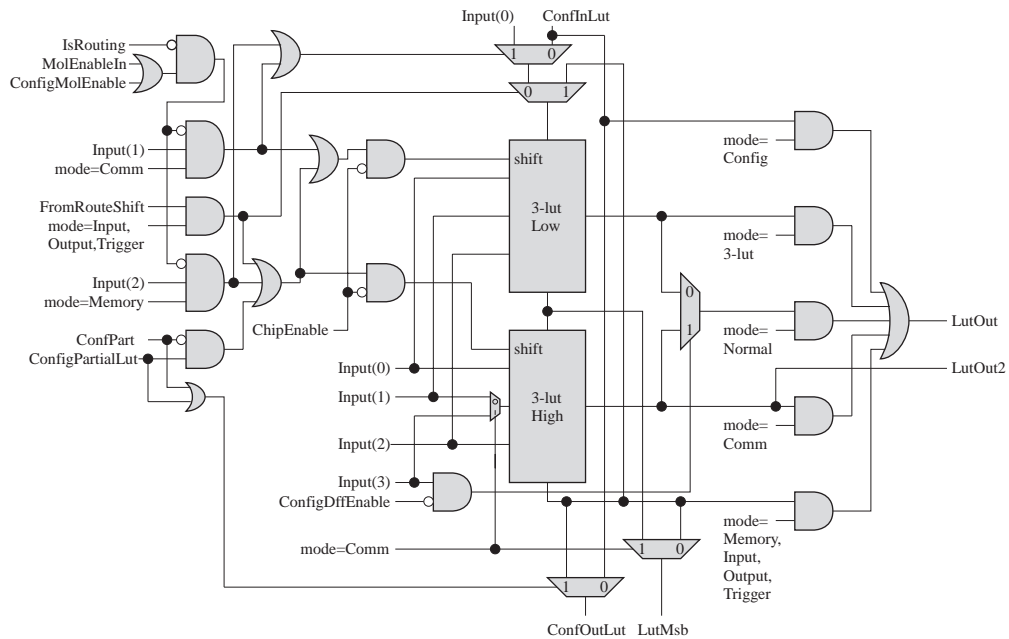 Input(0) ConfInLut
IsRouting
MolEnableIn
ConfigMolEnable
1 0
0 1
Input(1)
mode=Comm
FromRouteShift
mode=Input,
Output,Trigger
Input(2)
mode=Memory
ConfPart
ConfigPartialLut
ChipEnable
shift
3-lut
Low
shift
3-lut
High
Input(0)
Input(1)
0
1
Input(2)
Input(3)
ConfigDffEnable
mode=Comm
0
1
mode=
Config
mode=
3-lut
mode=
Normal
mode=
Comm
mode=
Memory,
Input,
Output,
Trigger
LutOut
LutOut2
1 0
1 0
ConfOutLut LutMsb